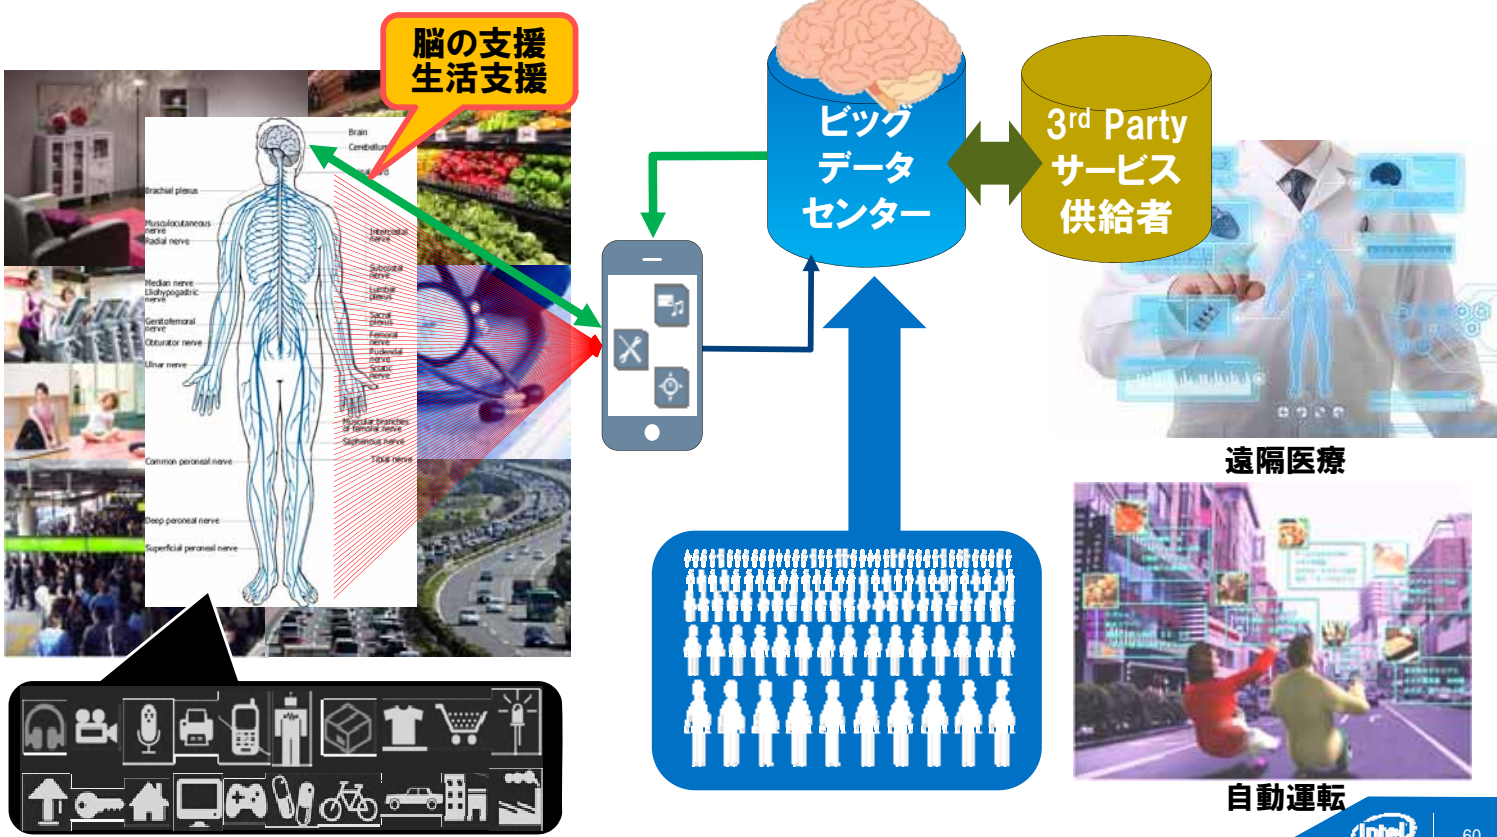 脳の支援
生活支援
Brain
Cerebellum
Brachial plexus
Musculocutaneous
nerve
Radial nerve
Intercostal
nerve
Subcostal
nerve
Lumbar
plexus
Sacral
plexus
Femoral
nerve
Pudendal
nerve
Sciatic
nerve
Median nerve
Iliohypogastric
nerve
Genitofemoral
nerve
Obturator nerve
Ulnar nerve
Muscular branches
of femoral nerve
Saphenous nerve
Tibial nerve
Common peroneal nerve
Deep peroneal nerve
Superficial peroneal nerve
ビッグ
データ
センター
3rd Party
サービス
供給者
遠隔医療
自動運転
intel
60